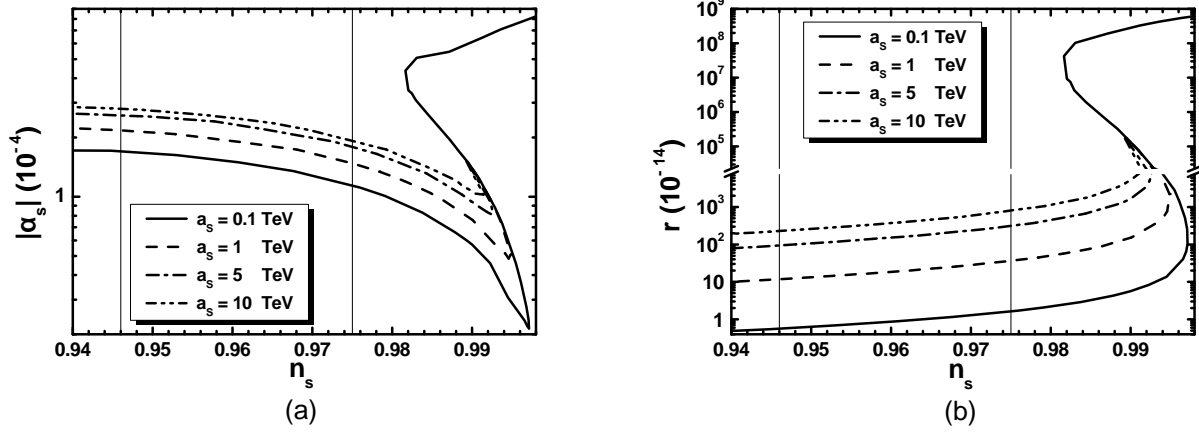 |α_s| (10^-4)
1
a_S = 0.1 TeV
a_S = 1 TeV
a_S = 5 TeV
a_S = 10 TeV
0.94 0.95 0.96 0.97 0.98 0.99
n_s
(a)
r (10^-14)
10^9
10^8
10^7
10^6
10^5
10^3
10^2
10
1
a_S = 0.1 TeV
a_S = 1 TeV
a_S = 5 TeV
a_S = 10 TeV
0.94 0.95 0.96 0.97 0.98 0.99
n_s
(b)